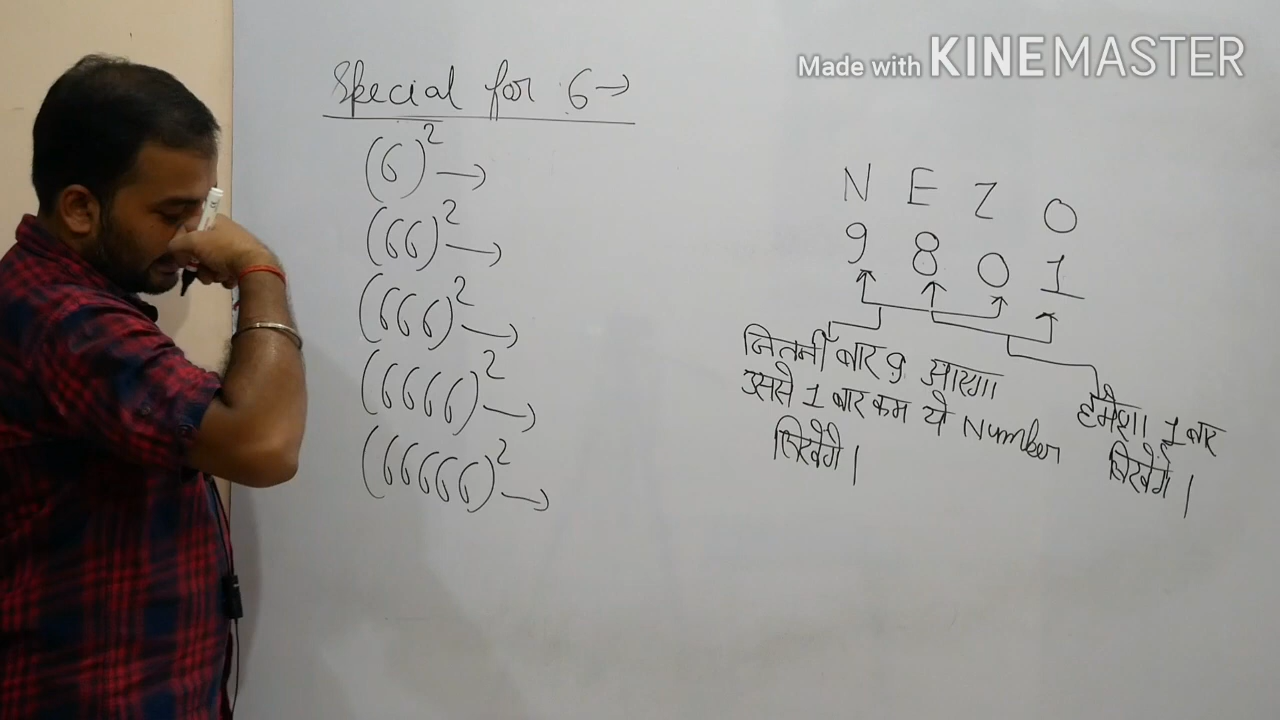 Made with KINEMASTER
Special for 6→
(6)² →
(66)² →
(666)² →
(6666)² →
(66666)² →
N E Z O
9 8 0 1
जितनी बार 9 आएगा
उससे 1 बार कम ये Number
लिखेंगे।
हमेशा 1 बार
लिखेंगे।